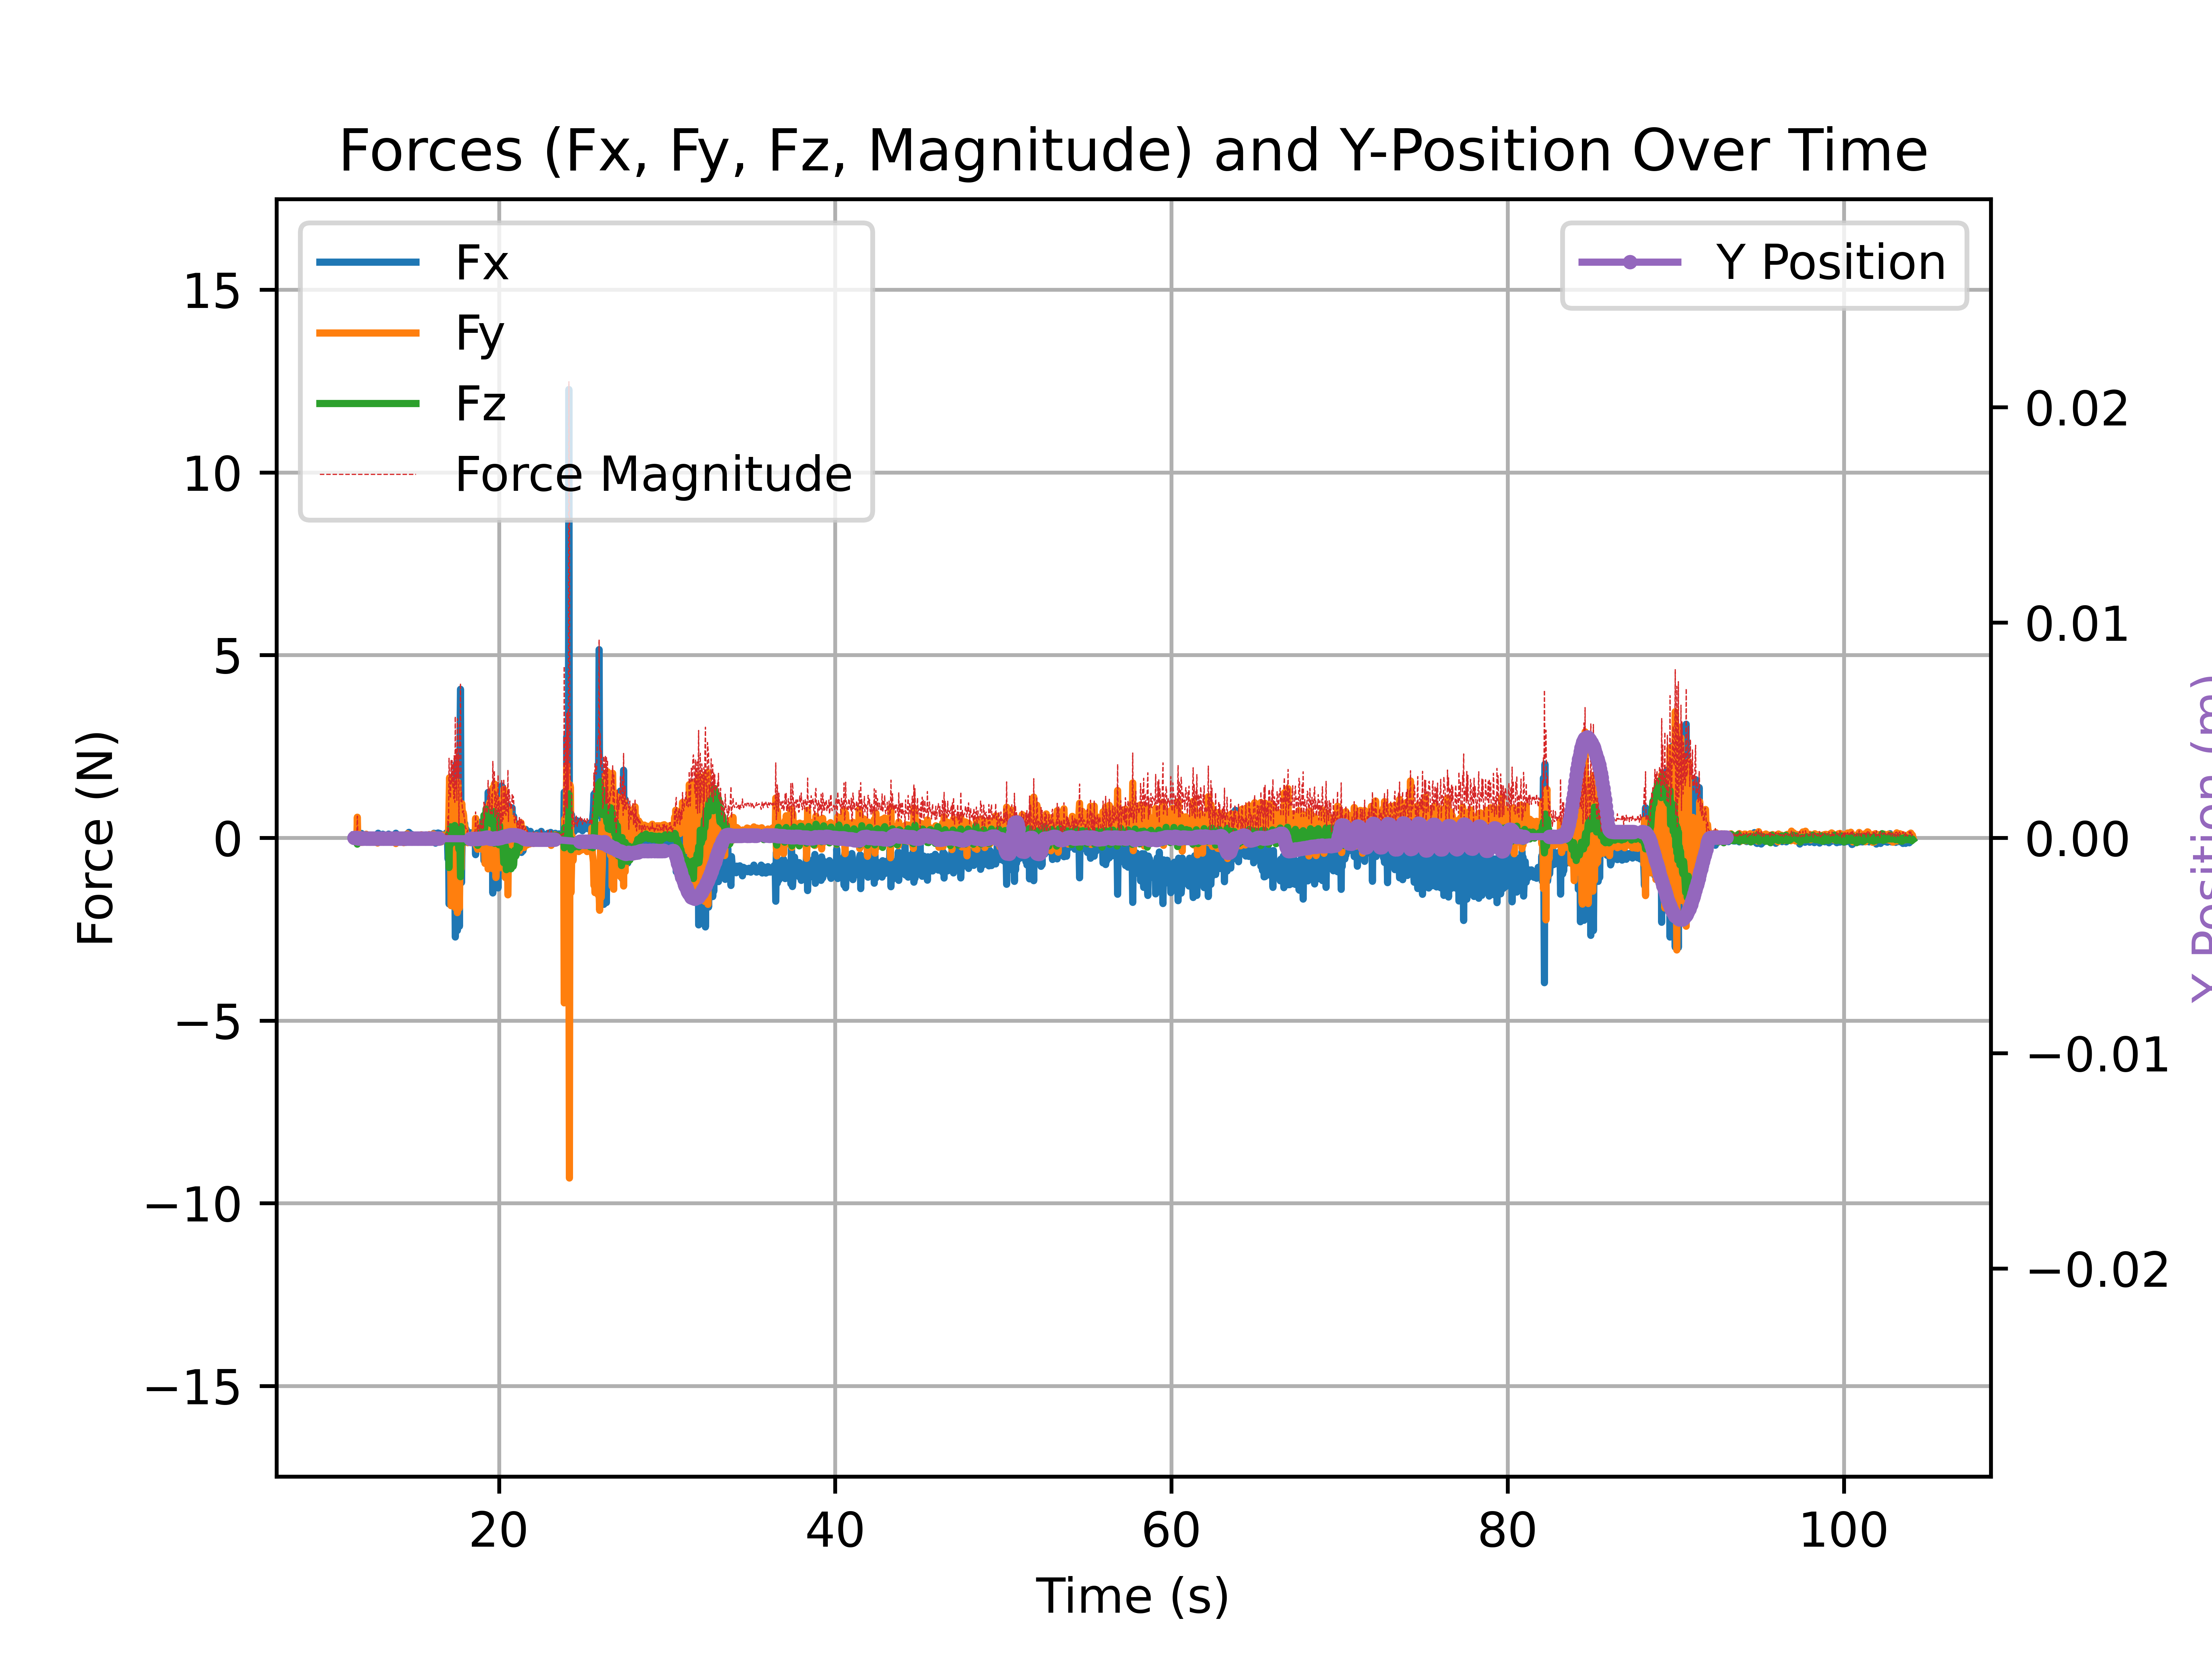 Forces (Fx, Fy, Fz, Magnitude) and Y-Position Over Time
Fx
Fy
Fz
Force Magnitude
Y Position
15
10
5
0
−5
−10
−15
Force (N)
0.02
0.01
0.00
−0.01
−0.02
Y Position (m)
20
40
60
80
100
Time (s)